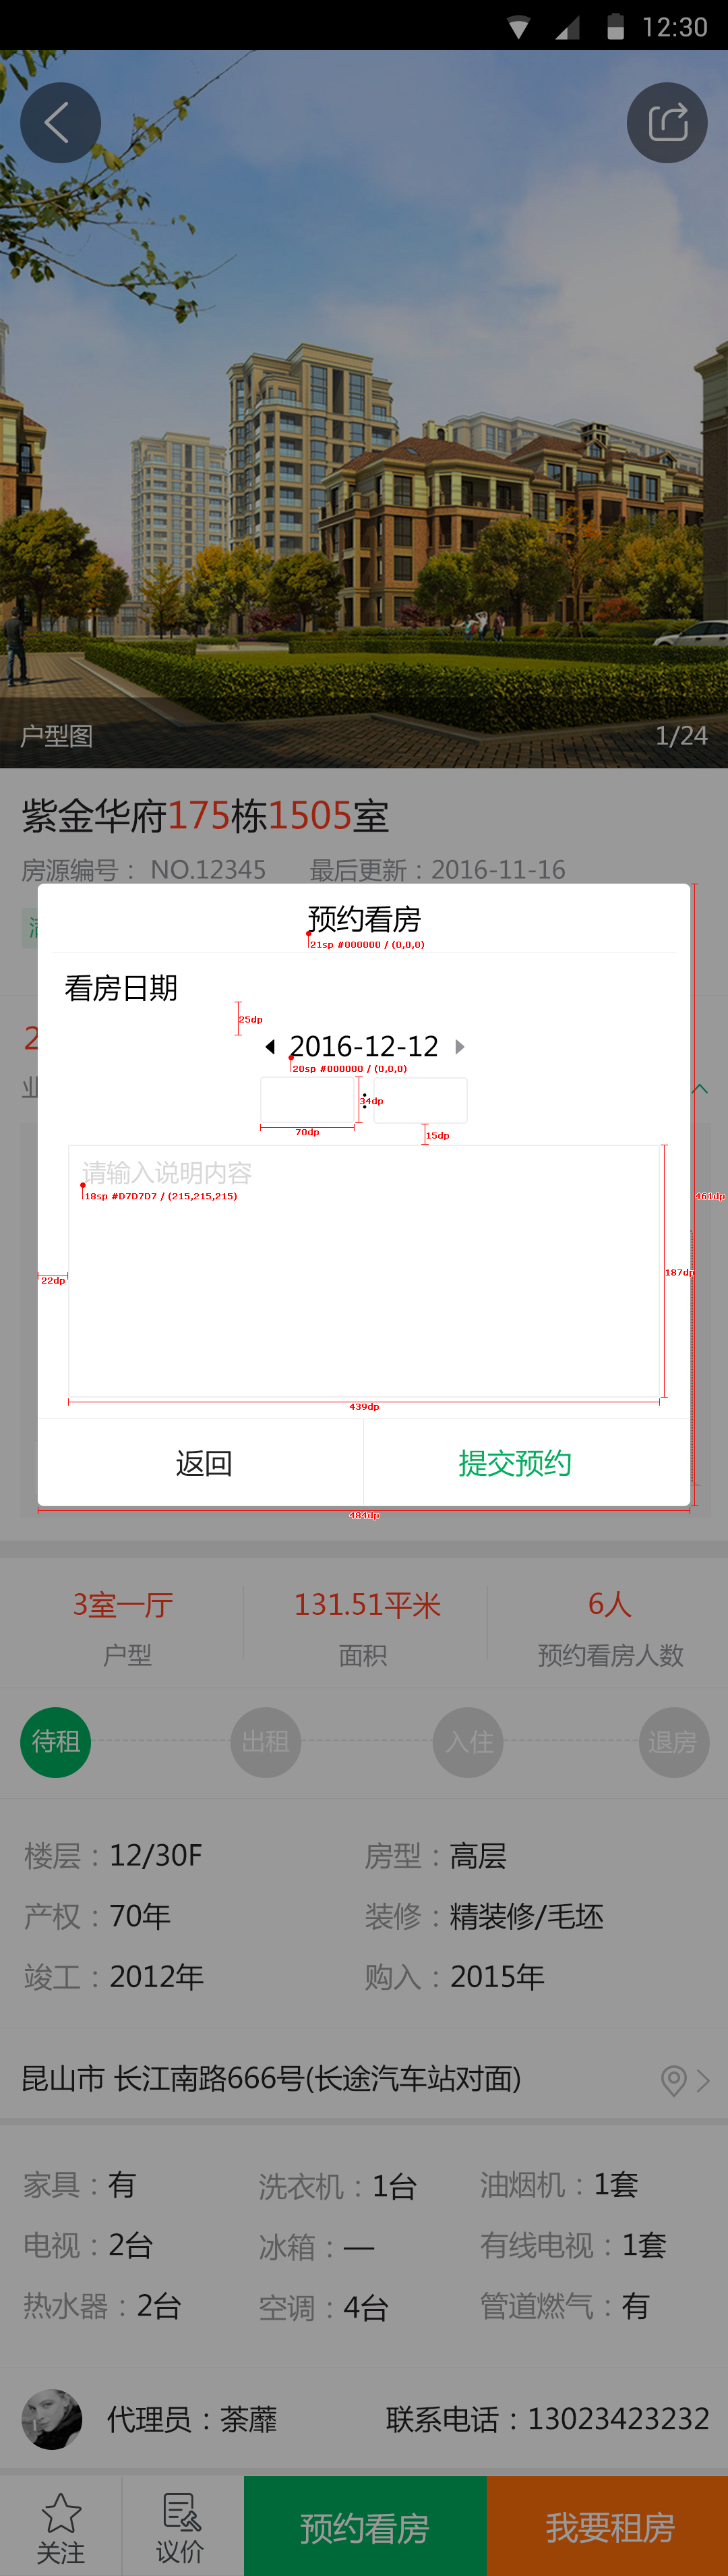 12:30
户型图 1/24
紫金华府175栋1505室
房源编号： NO.12345 最后更新：2016-11-16
预约看房
21sp #000000 / (0,0,0)
看房日期
25dp
2016-12-12
20sp #000000 / (0,0,0)
:
34dp
70dp
15dp
请输入说明内容
18sp #D7D7D7 / (215,215,215)
461dp
187dp
22dp
439dp
返回 提交预约
484dp
3室一厅 131.51平米 6人
户型 面积 预约看房人数
待租 出租 入住 退房
楼层：12/30F 房型：高层
产权：70年 装修：精装修/毛坯
竣工：2012年 购入：2015年
昆山市 长江南路666号(长途汽车站对面)
家具：有 洗衣机：1台 油烟机：1套
电视：2台 冰箱：— 有线电视：1套
热水器：2台 空调：4台 管道燃气：有
代理员：荼蘼 联系电话：13023423232
关注 议价 预约看房 我要租房